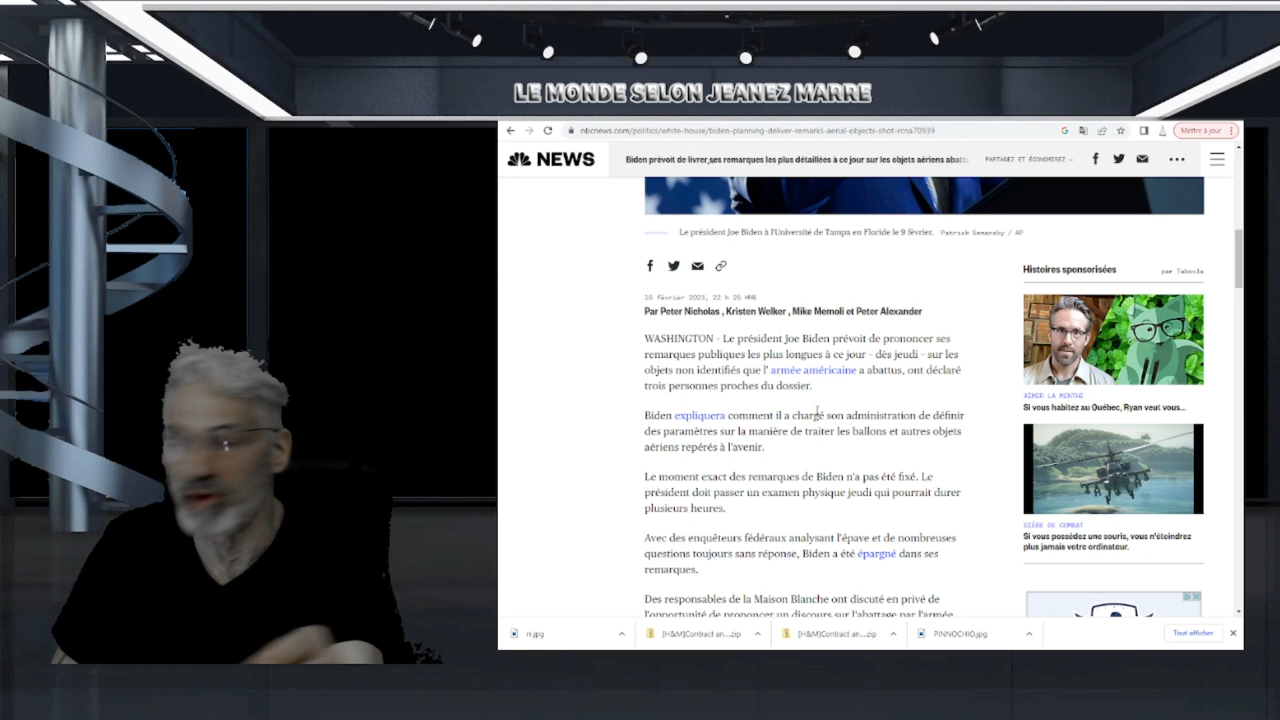 LE MONDE SELON JEANEZ MARRE
nbcnews.com/politics/white-house/biden-planning-deliver-remarks-aerial-objects-shot-rcna70939
Mettre à jour
NEWS
Biden prévoit de livrer ses remarques les plus détaillées à ce jour sur les objets aériens abatt
PARTAGEZ ET ÉCONOMISEZ
Le président Joe Biden à l'Université de Tampa en Floride le 9 février. Patrick Semansky / AP
Histoires sponsorisées
par Taboola
15 février 2023, 22 h 25 HNE
Par Peter Nicholas , Kristen Welker , Mike Memoli et Peter Alexander
WASHINGTON - Le président Joe Biden prévoit de prononcer ses
remarques publiques les plus longues à ce jour - dès jeudi - sur les
objets non identifiés que l' armée américaine a abattus, ont déclaré
trois personnes proches du dossier.
Biden expliquera comment il a chargé son administration de définir
des paramètres sur la manière de traiter les ballons et autres objets
aériens repérés à l'avenir.
Le moment exact des remarques de Biden n'a pas été fixé. Le
président doit passer un examen physique jeudi qui pourrait durer
plusieurs heures.
Avec des enquêteurs fédéraux analysant l'épave et de nombreuses
questions toujours sans réponse, Biden a été épargné dans ses
remarques.
Des responsables de la Maison Blanche ont discuté en privé de
l'opportunité de prononcer un discours sur l'abattage par l'armée
AIMER LA MENTHE
Si vous habitez au Québec, Ryan veut vous...
SIÈGE DE COMBAT
Si vous possédez une souris, vous n'éteindrez
plus jamais votre ordinateur.
rr.jpg
[H&M]Contract an....zip
[H&M]Contract an....zip
PINNOCHIO.jpg
Tout afficher